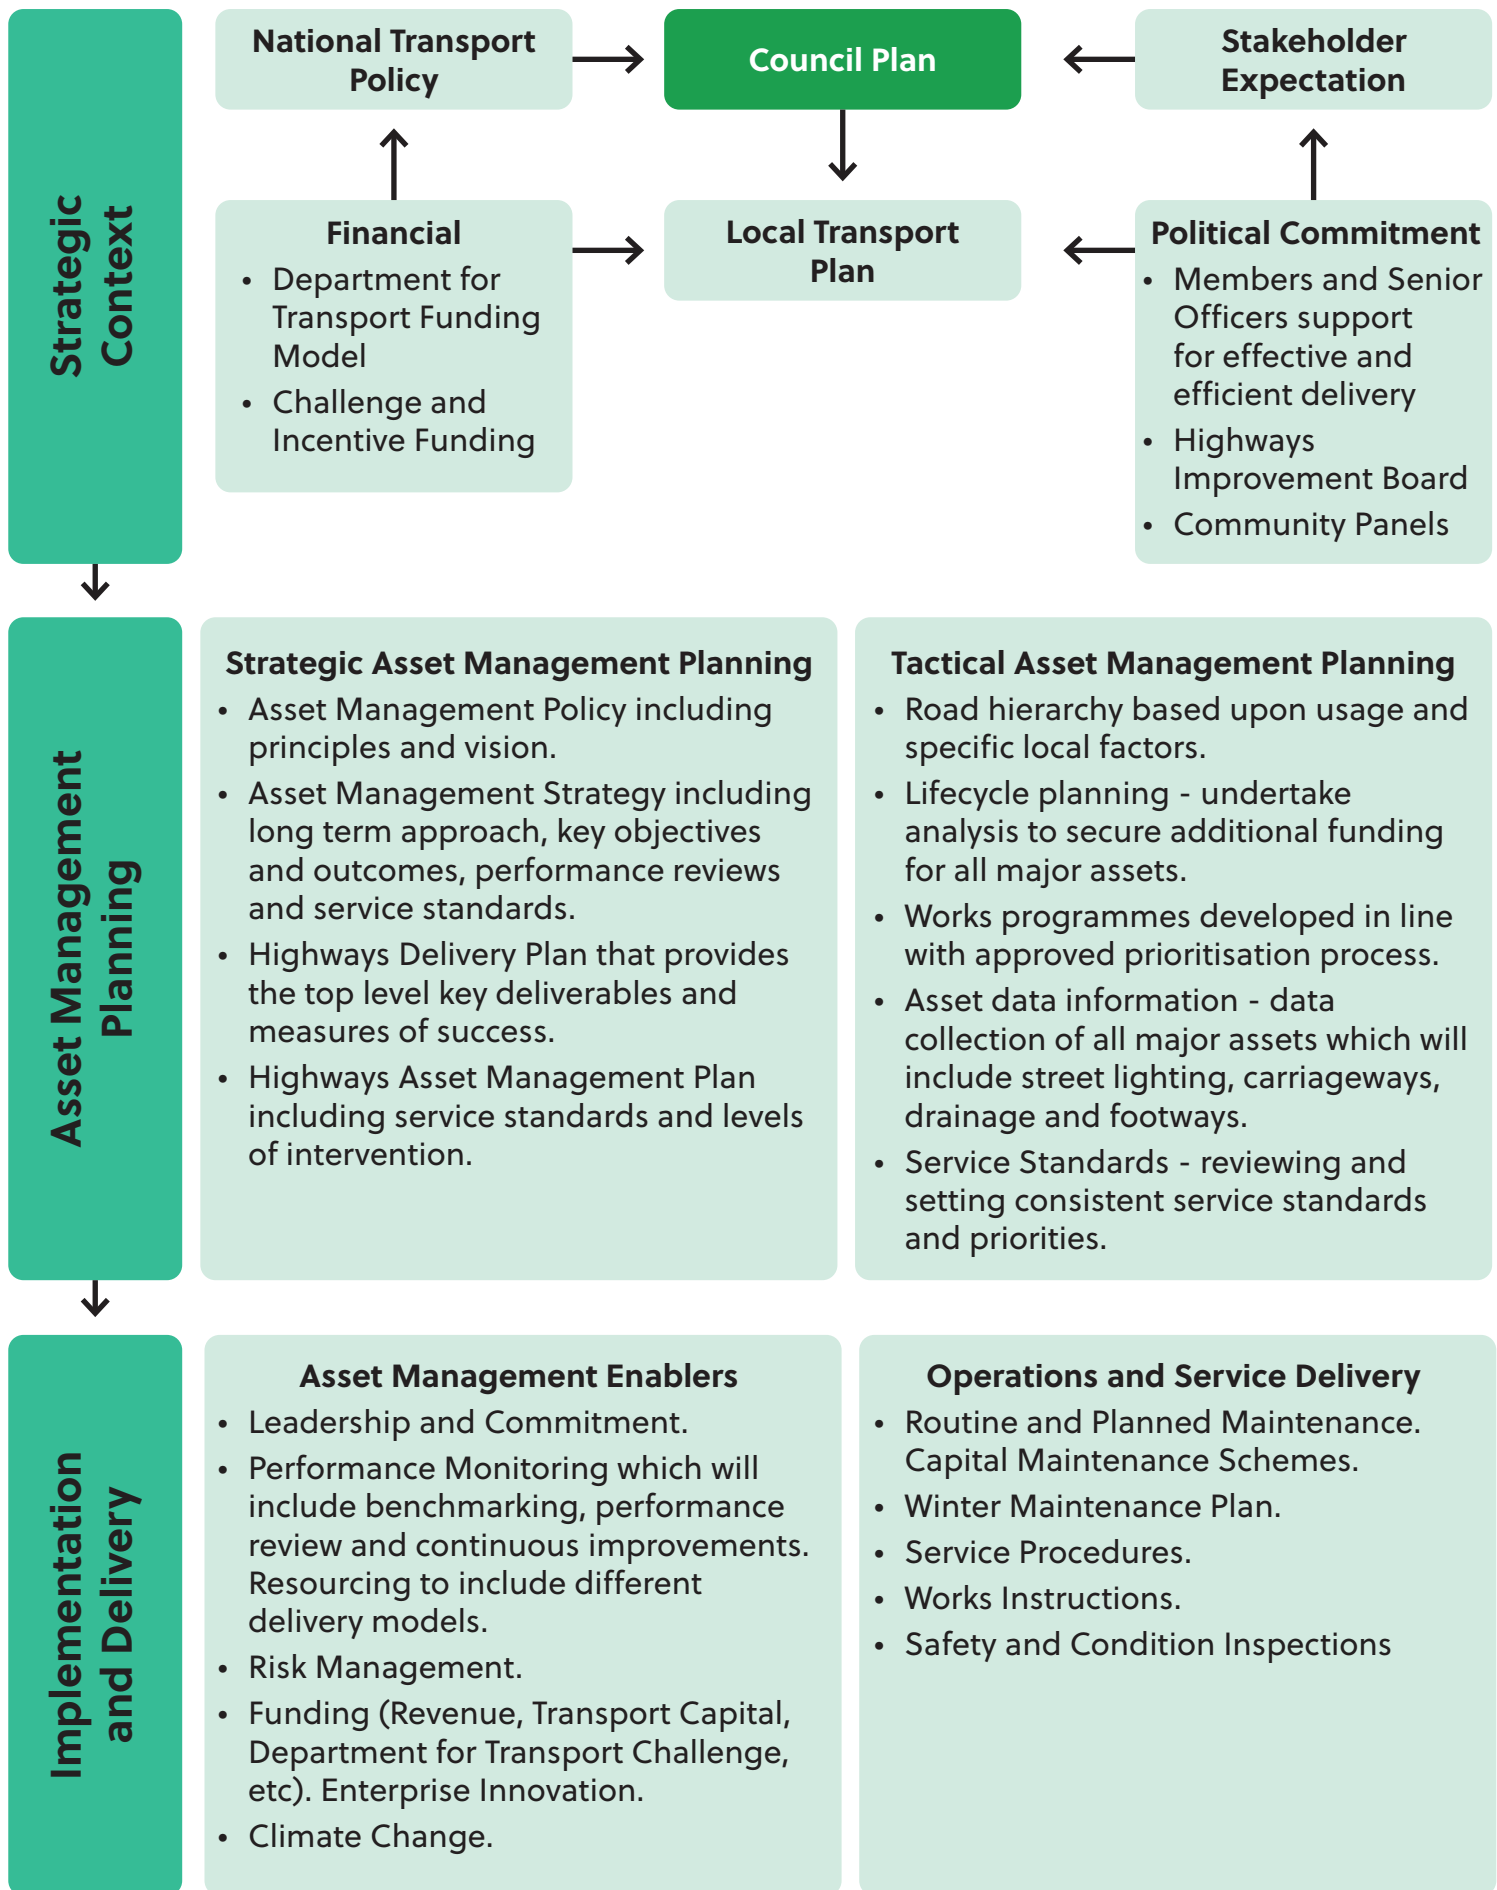 Strategic
Context
National Transport
Policy
Council Plan
Stakeholder
Expectation
Financial
• Department for
Transport Funding
Model
• Challenge and
Incentive Funding
Local Transport
Plan
Political Commitment
• Members and Senior
Officers support
for effective and
efficient delivery
• Highways
Improvement Board
• Community Panels
Asset Management
Planning
Strategic Asset Management Planning
• Asset Management Policy including
principles and vision.
• Asset Management Strategy including
long term approach, key objectives
and outcomes, performance reviews
and service standards.
• Highways Delivery Plan that provides
the top level key deliverables and
measures of success.
• Highways Asset Management Plan
including service standards and levels
of intervention.
Tactical Asset Management Planning
• Road hierarchy based upon usage and
specific local factors.
• Lifecycle planning - undertake
analysis to secure additional funding
for all major assets.
• Works programmes developed in line
with approved prioritisation process.
• Asset data information - data
collection of all major assets which will
include street lighting, carriageways,
drainage and footways.
• Service Standards - reviewing and
setting consistent service standards
and priorities.
Implementation
and Delivery
Asset Management Enablers
• Leadership and Commitment.
• Performance Monitoring which will
include benchmarking, performance
review and continuous improvements.
Resourcing to include different
delivery models.
• Risk Management.
• Funding (Revenue, Transport Capital,
Department for Transport Challenge,
etc). Enterprise Innovation.
• Climate Change.
Operations and Service Delivery
• Routine and Planned Maintenance.
Capital Maintenance Schemes.
• Winter Maintenance Plan.
• Service Procedures.
• Works Instructions.
• Safety and Condition Inspections